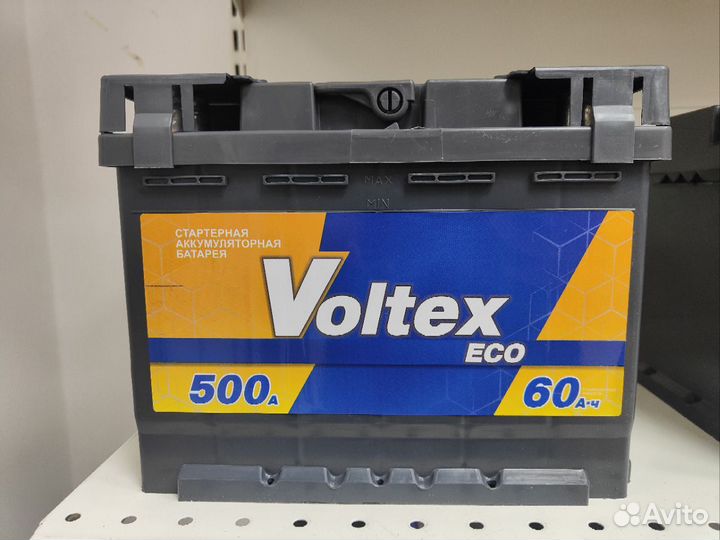 MAX
MIN
СТАРТЕРНАЯ
АККУМУЛЯТОРНАЯ
БАТАРЕЯ
Voltex
ECO
500А
60А·ч
Avito